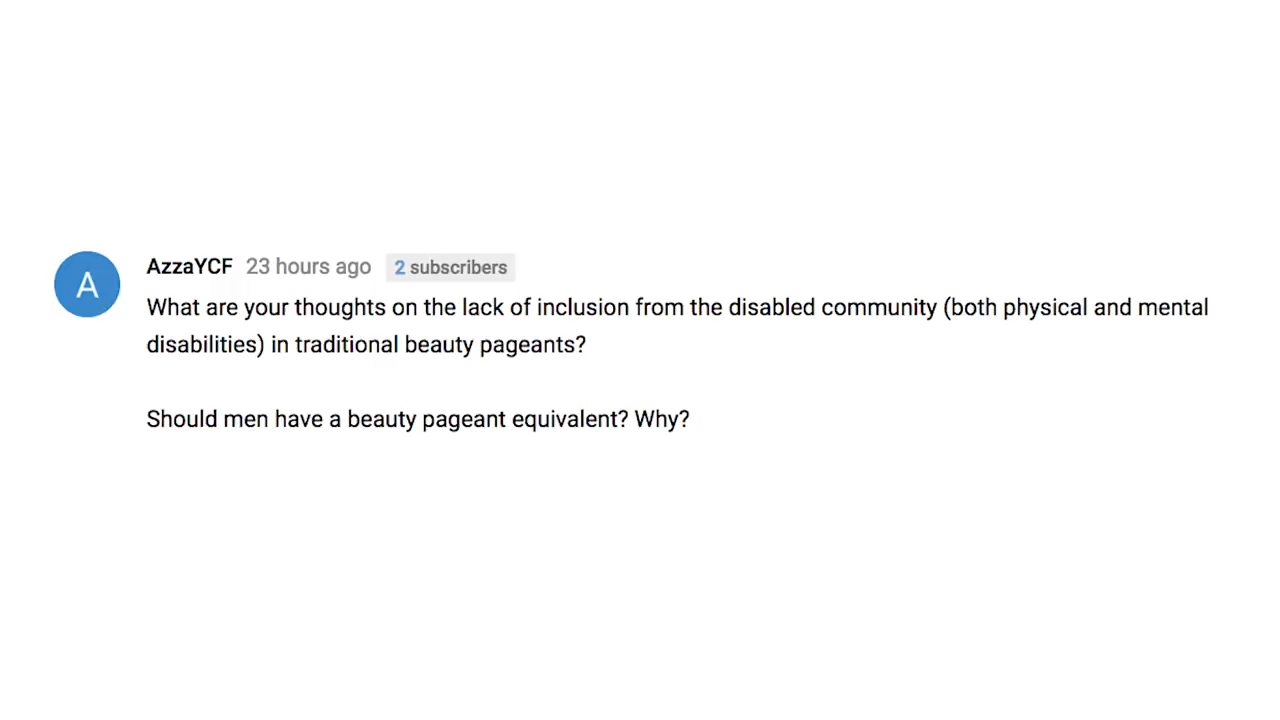 A
AzzaYCF 23 hours ago 2 subscribers
What are your thoughts on the lack of inclusion from the disabled community (both physical and mental
disabilities) in traditional beauty pageants?
Should men have a beauty pageant equivalent? Why?